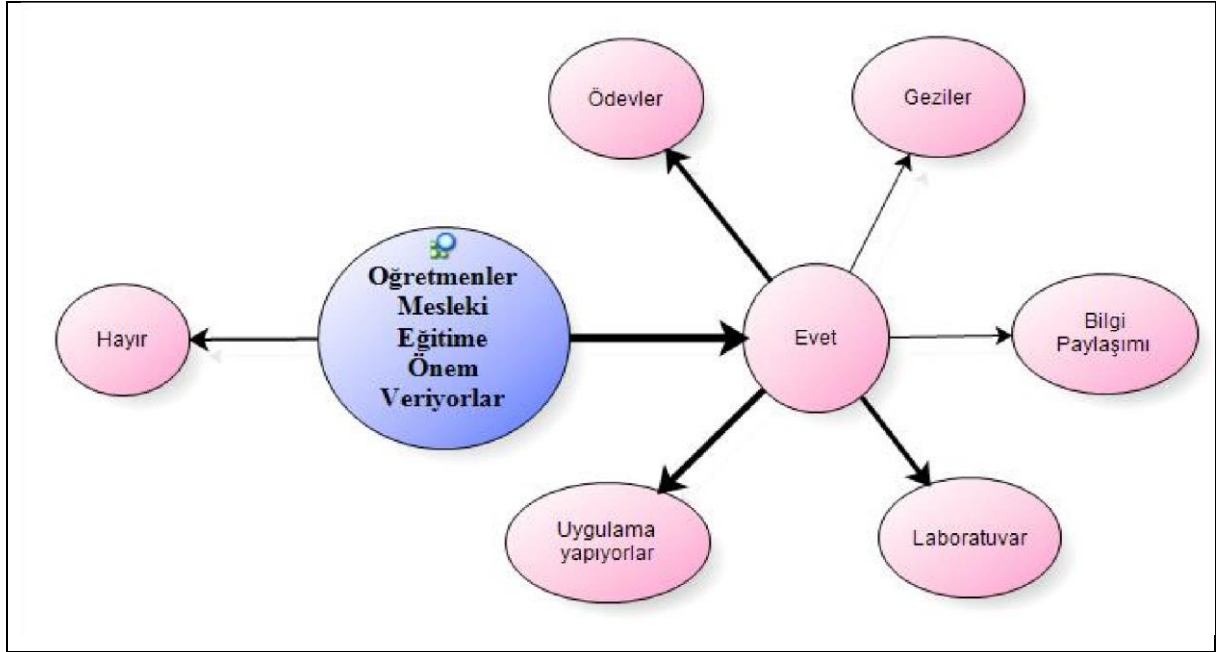 Ödevler
Geziler
Hayır
Oğretmenler
Mesleki
Eğitime
Önem
Veriyorlar
Evet
Bilgi
Paylaşımı
Uygulama
yapıyorlar
Laboratuvar